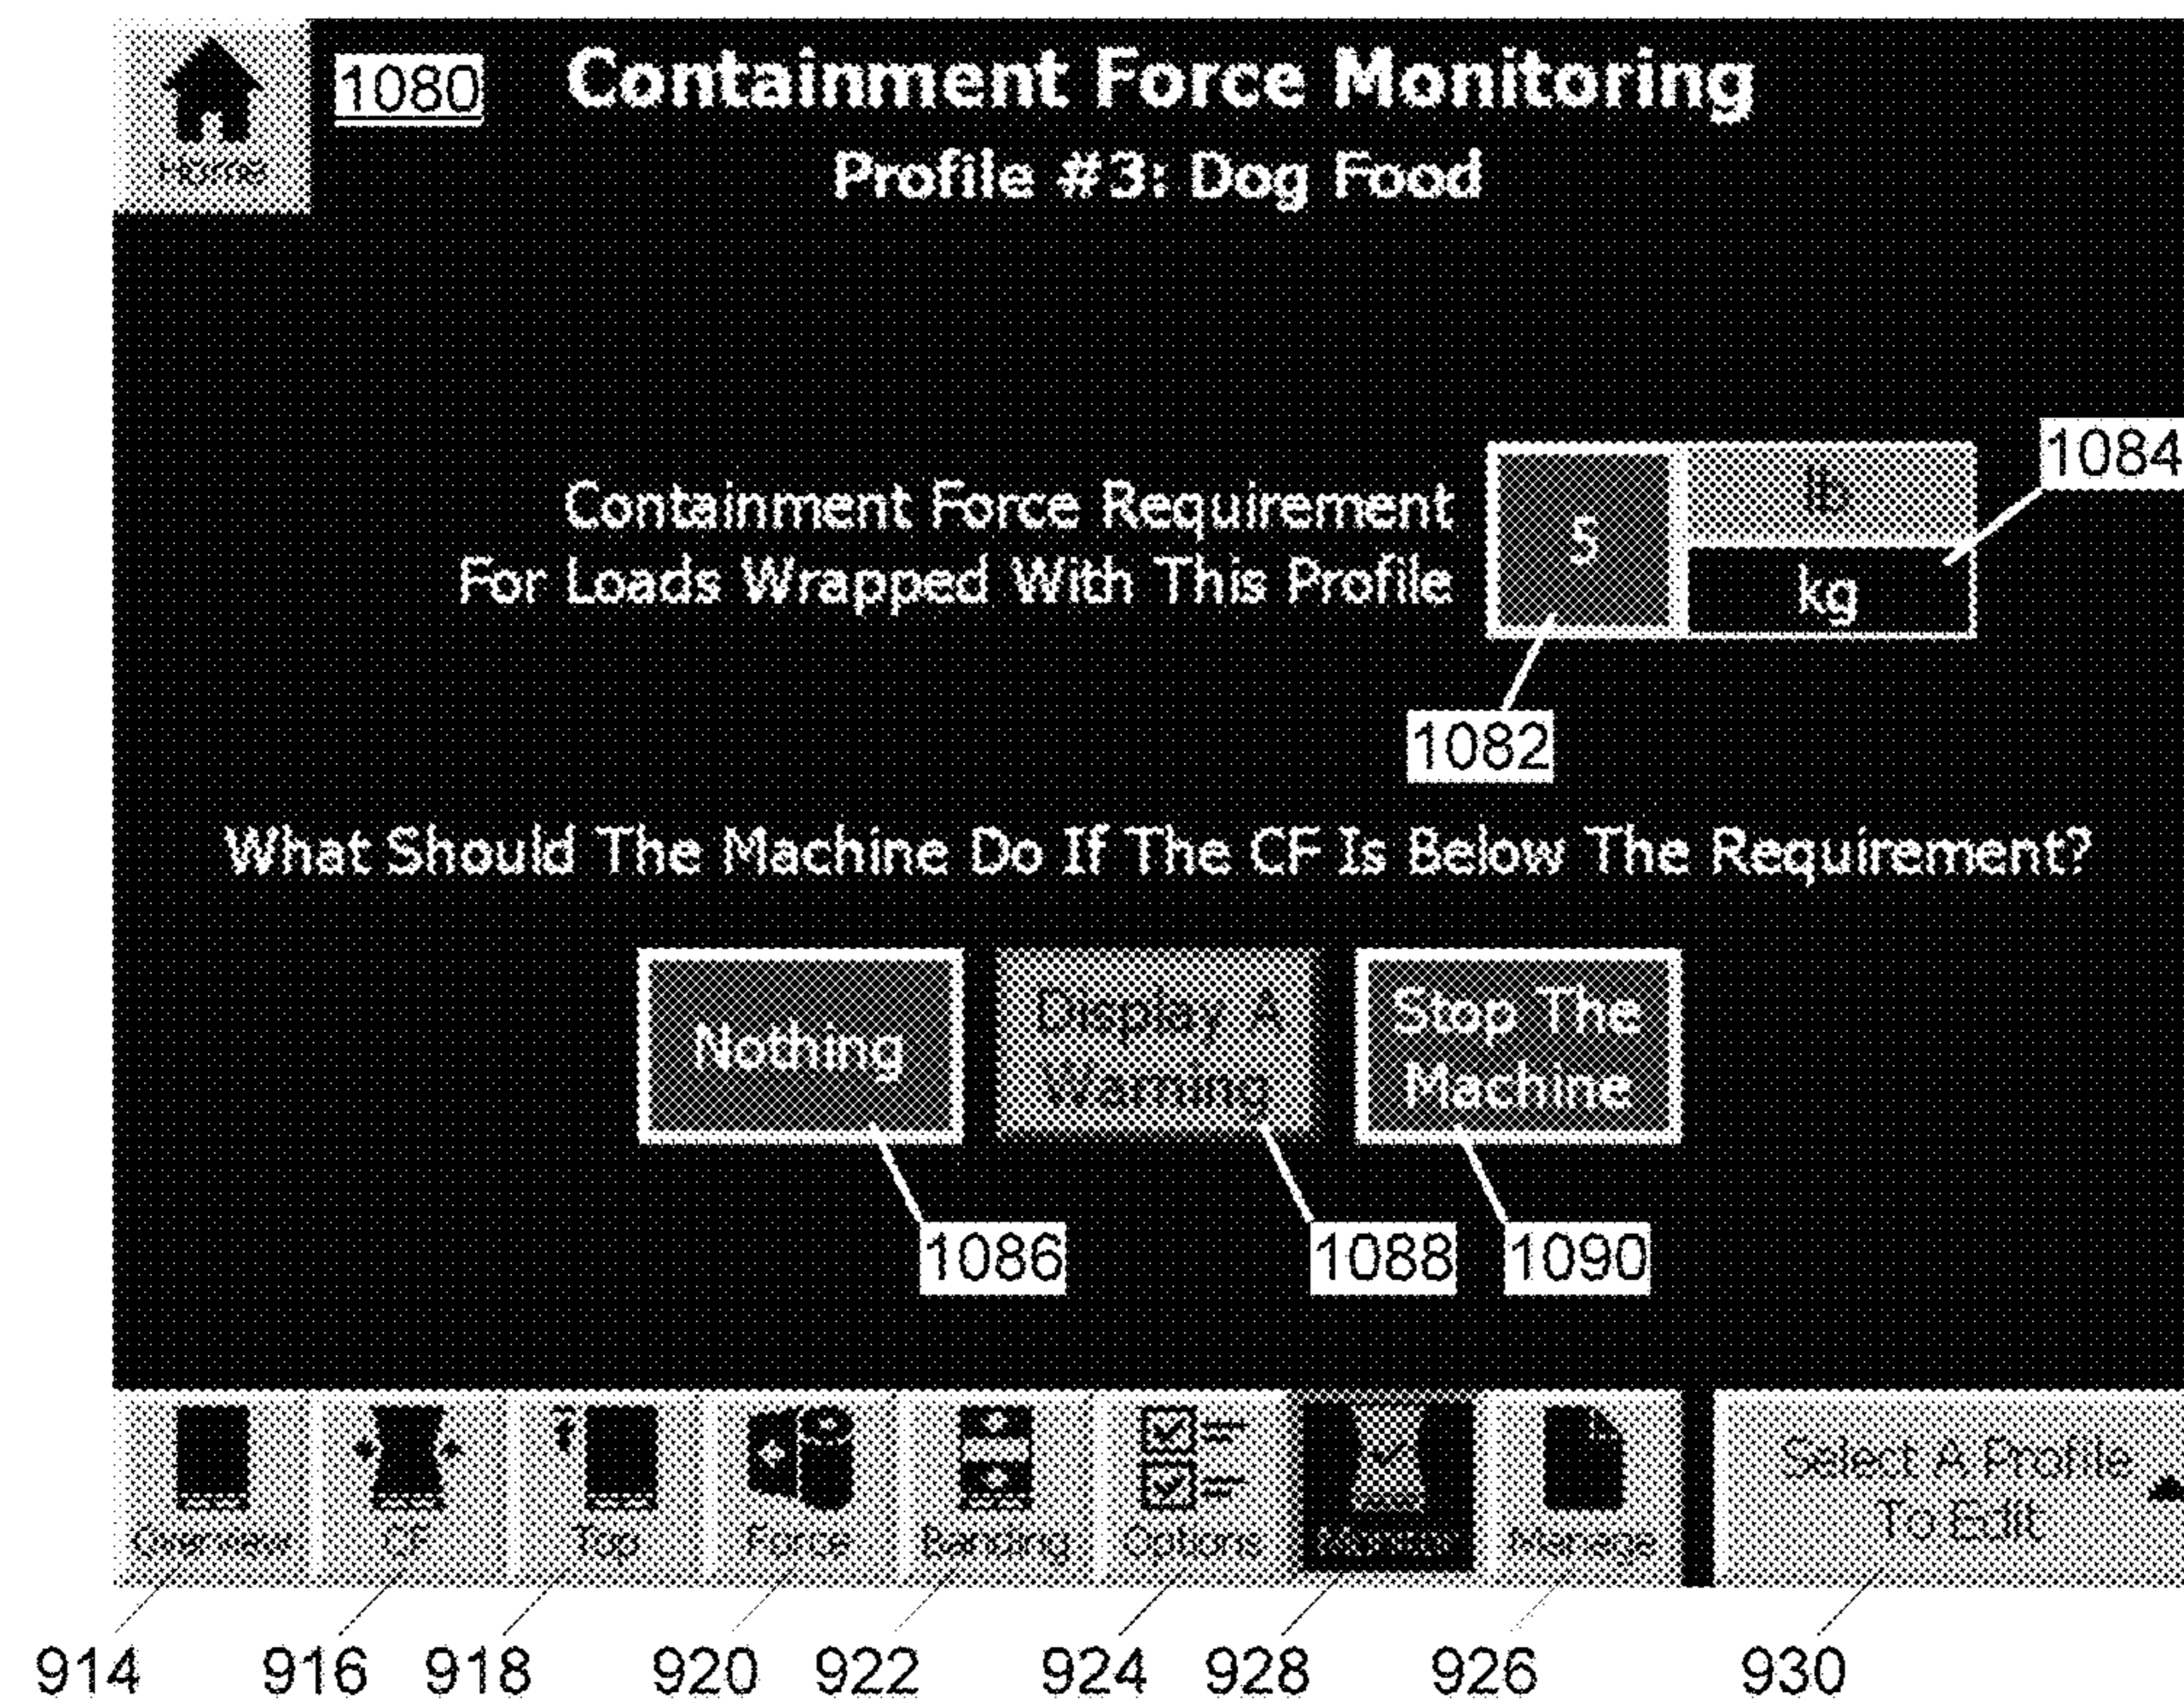 Home
1080
Containment Force Monitoring
Profile #3: Dog Food
1084
Containment Force Requirement
For Loads Wrapped With This Profile
5
lb
kg
1082
What Should The Machine Do If The CF Is Below The Requirement?
Nothing
Display A
Warning
Stop The
Machine
1086
1088
1090
Overview
CF
Top
Force
Banding
Options
Monitor
Manage
Select A Profile
To Edit
914
916
918
920
922
924
928
926
930